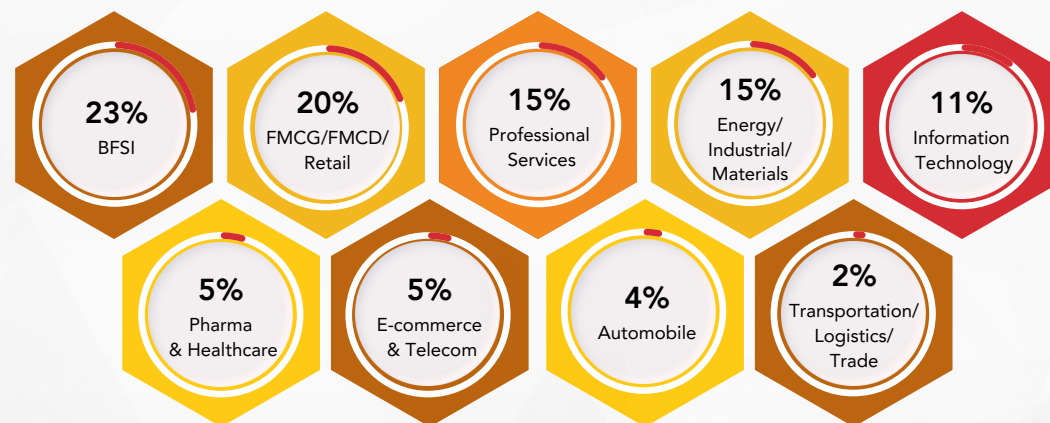 23%
BFSI
20%
FMCG/FMCD/
Retail
15%
Professional
Services
15%
Energy/
Industrial/
Materials
11%
Information
Technology
5%
Pharma
& Healthcare
5%
E-commerce
& Telecom
4%
Automobile
2%
Transportation/
Logistics/
Trade